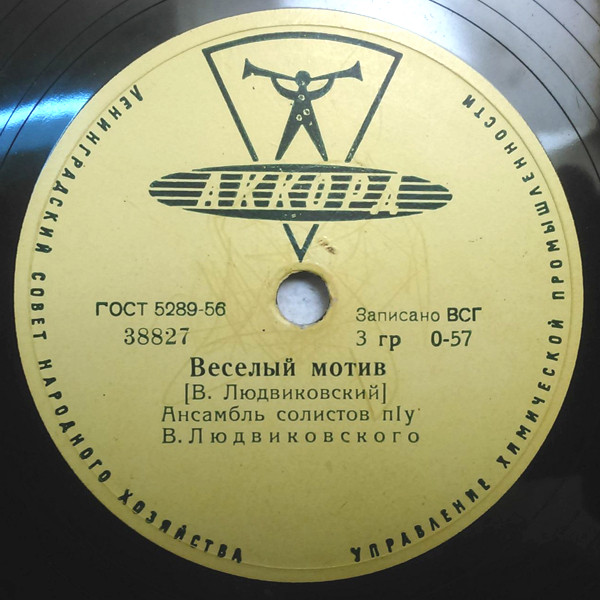 АККОРД
ЛЕНИНГРАДСКИЙ СОВЕТ НАРОДНОГО ХОЗЯЙСТВА
УПРАВЛЕНИЕ ХИМИЧЕСКОЙ ПРОМЫШЛЕННОСТИ
ГОСТ 5289-56
38827
Записано ВСГ
3 гр 0-57
Веселый мотив
[В. Людвиковский]
Ансамбль солистов п/у
В. Людвиковского